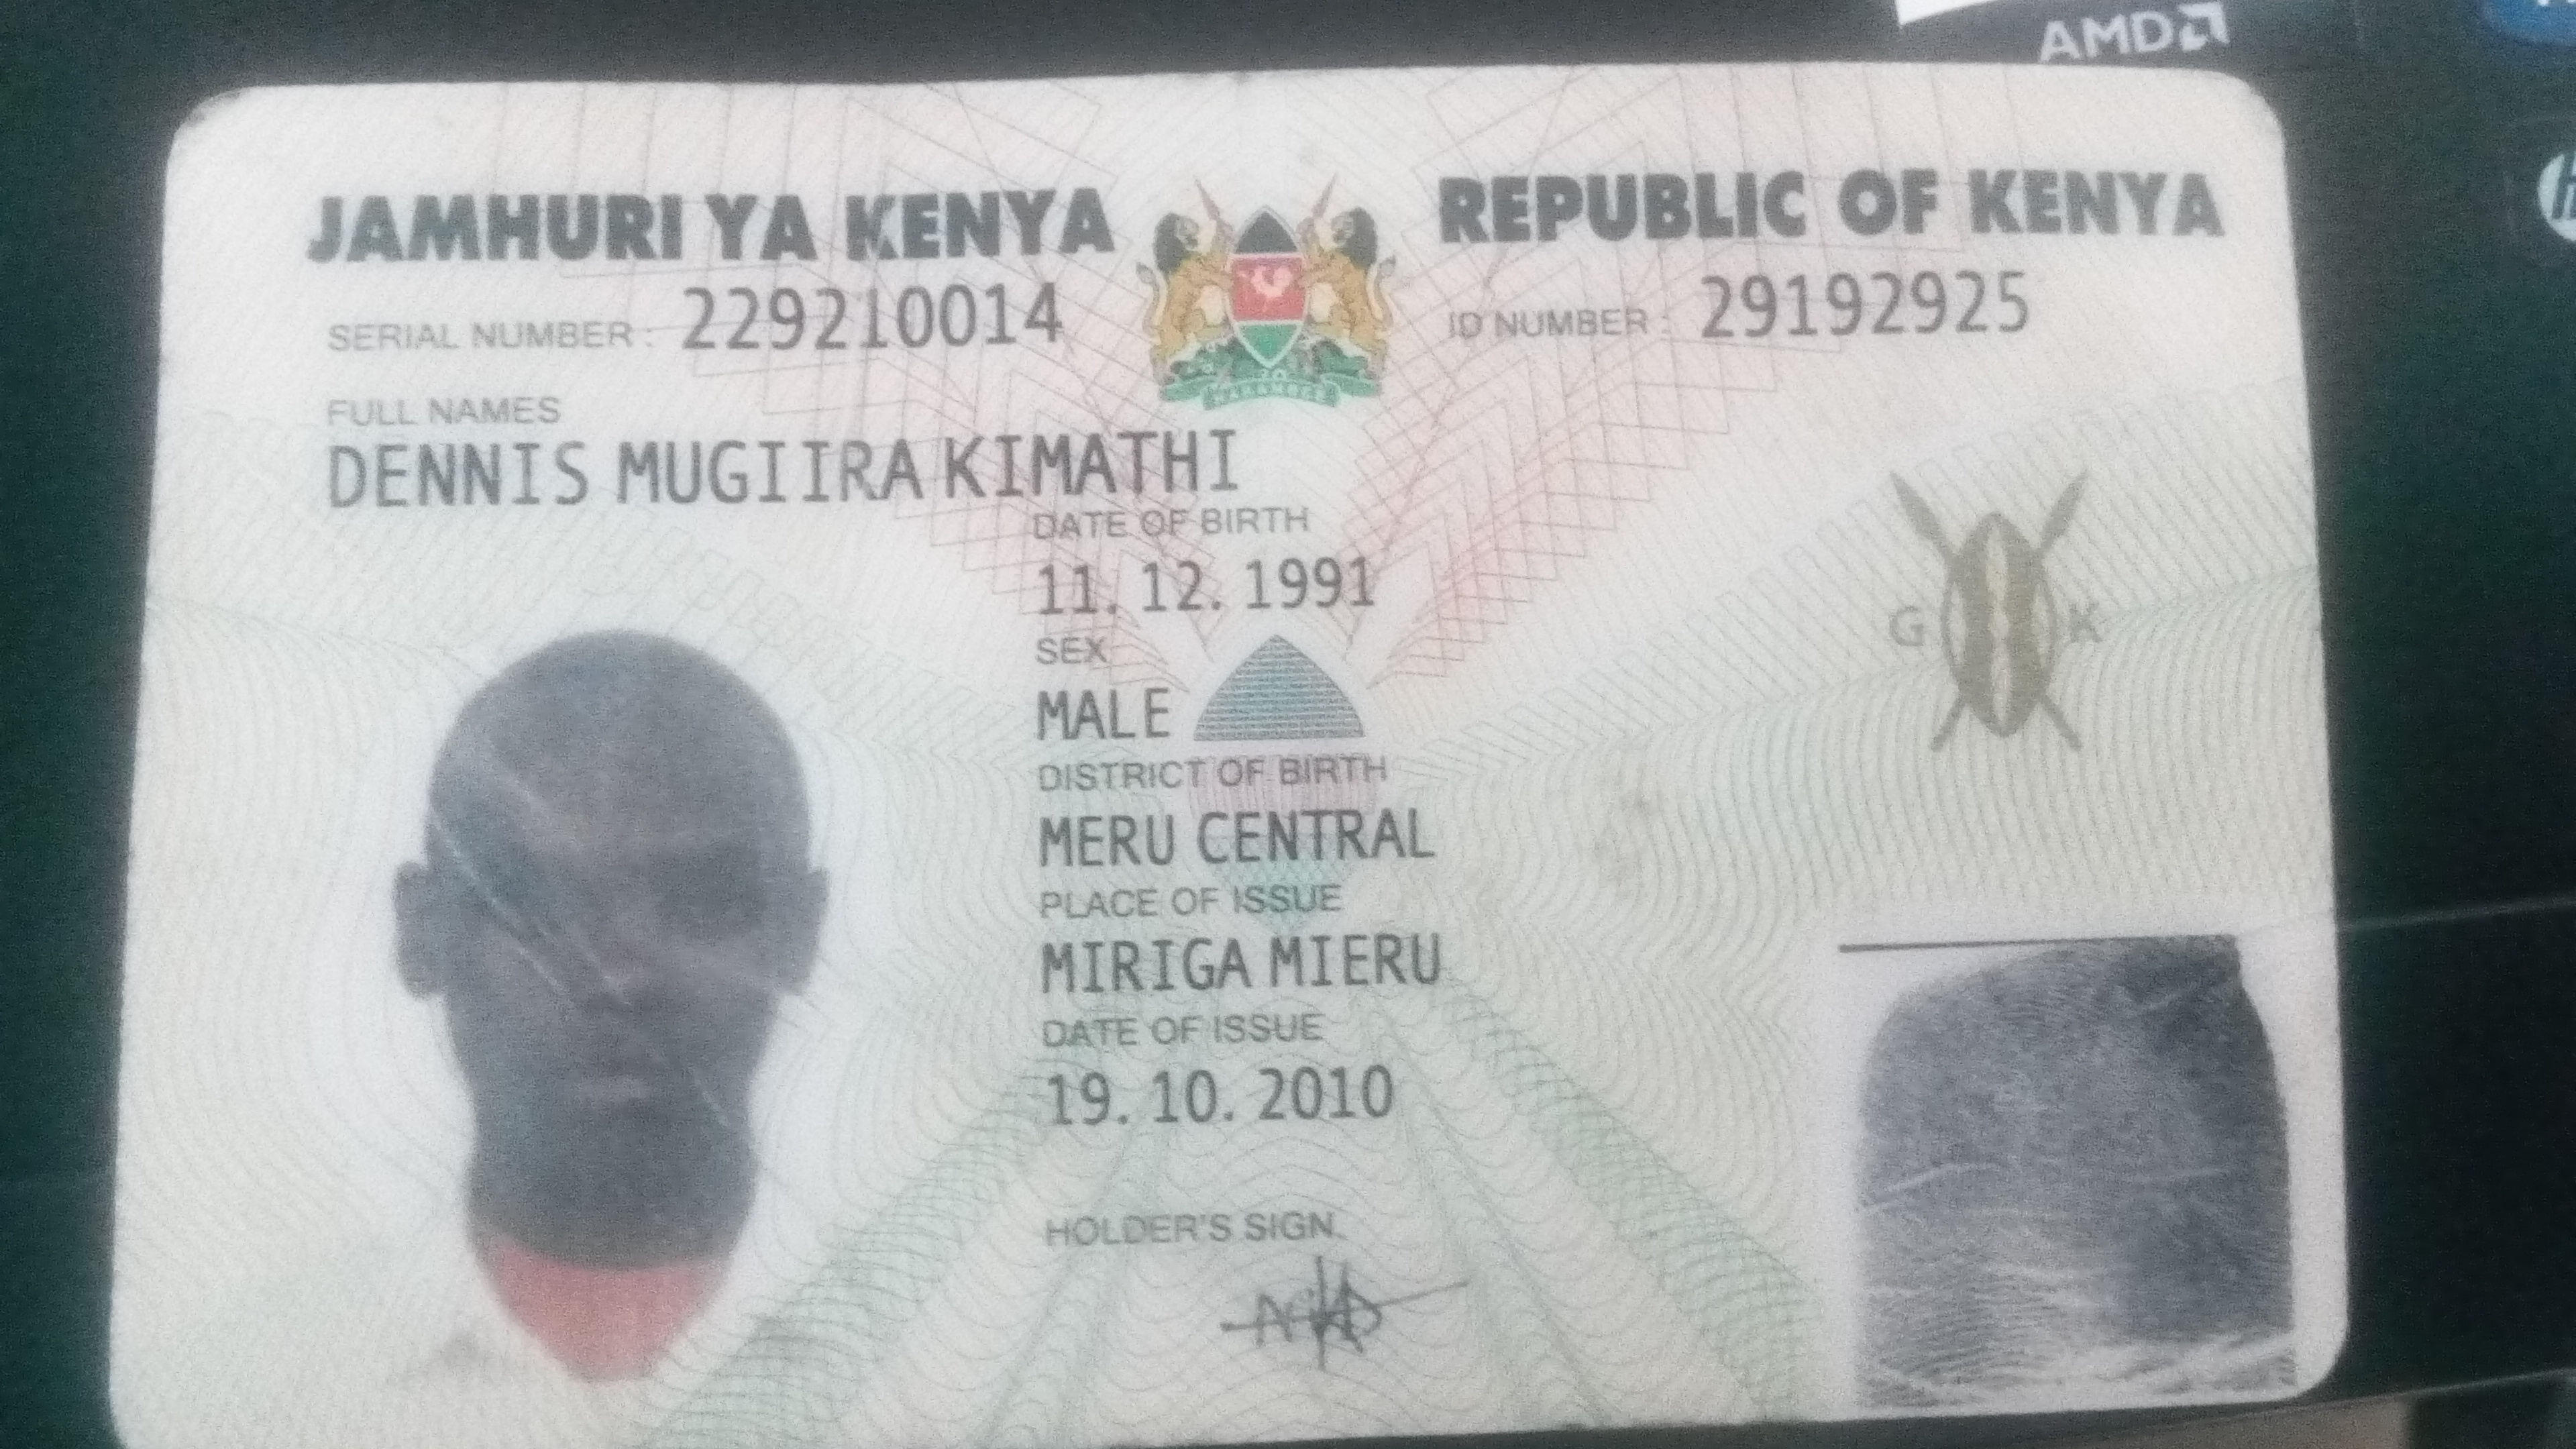 AMD
JAMHURI YA KENYA
REPUBLIC OF KENYA
SERIAL NUMBER : 229210014
ID NUMBER : 29192925
HARAMBEE
FULL NAMES
DENNIS MUGIIRA KIMATHI
DATE OF BIRTH
11. 12. 1991
SEX
MALE
G K
DISTRICT OF BIRTH
MERU CENTRAL
PLACE OF ISSUE
MIRIGA MIERU
DATE OF ISSUE
19. 10. 2010
HOLDER'S SIGN.